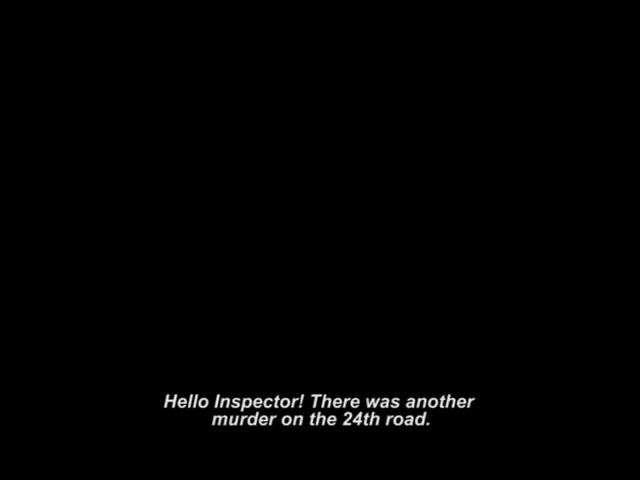 Hello Inspector! There was another
murder on the 24th road.